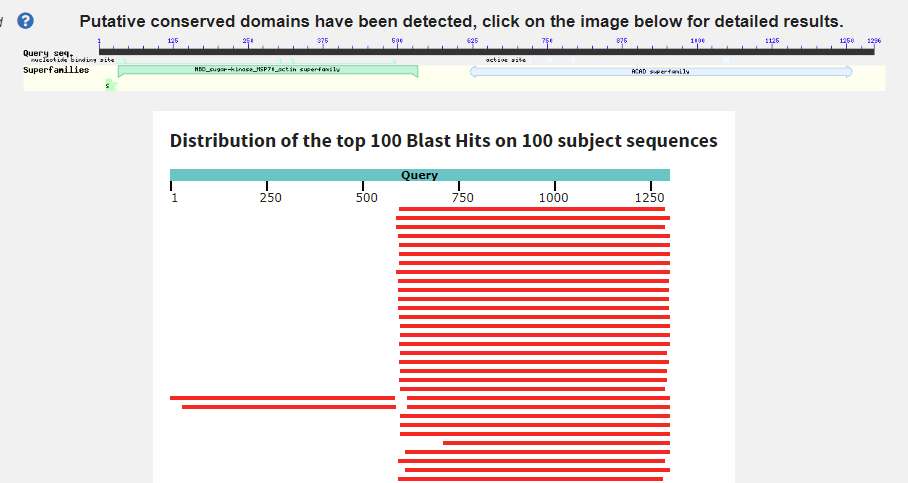 Putative conserved domains have been detected, click on the image below for detailed results.
1 125 250 375 500 625 750 875 1000 1125 1250 1296
Query seq.
nucleotide binding site active site
Superfamilies NBD_sugar-kinase_HSP70_actin superfamily ACAD superfamily
Distribution of the top 100 Blast Hits on 100 subject sequences
Query
1 250 500 750 1000 1250